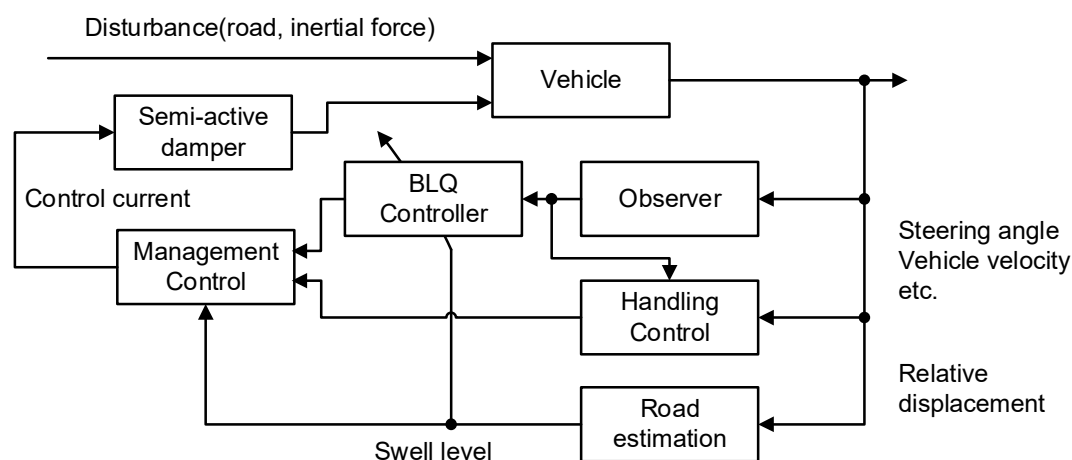 Disturbance(road, inertial force)
Vehicle
Semi-active
damper
Control current
BLQ
Controller
Observer
Management
Control
Steering angle
Vehicle velocity
etc.
Handling
Control
Relative
displacement
Road
estimation
Swell level